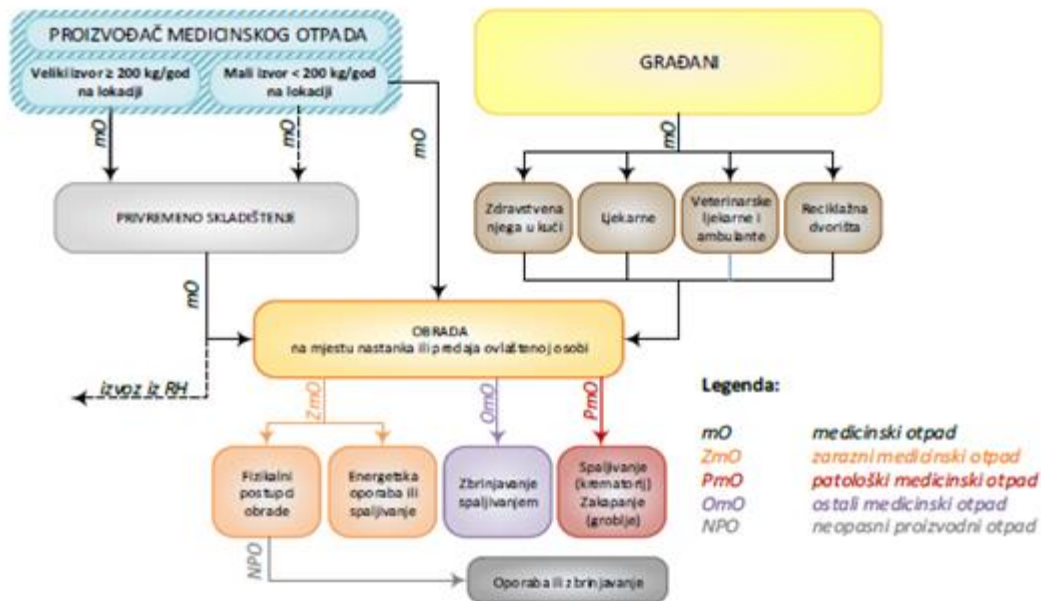 PROIZVOĐAČ MEDICINSKOG OTPADA
Veliki izvor ≥ 200 kg/god
na lokaciji
Mali izvor < 200 kg/god
na lokaciji
GRAĐANI
mO
mO
mO
mO
PRIVREMENO SKLADIŠTENJE
Zdravstvena
njega u kući
Ljekarne
Veterinarske
ljekarne i
ambulante
Reciklažna
dvorišta
mO
OBRADA
na mjestu nastanka ili predaja ovlaštenoj osobi
izvoz iz RH
ZmO
OmO
PmO
Fizikalni
postupci
obrade
Energetska
oporaba ili
spaljivanje
Zbrinjavanje
spaljivanjem
Spaljivanje
(krematorij)
Zakapanje
(groblje)
NPO
Oporaba ili zbrinjavanje
Legenda:
mO medicinski otpad
ZmO zarazni medicinski otpad
PmO patološki medicinski otpad
OmO ostali medicinski otpad
NPO neopasni proizvodni otpad